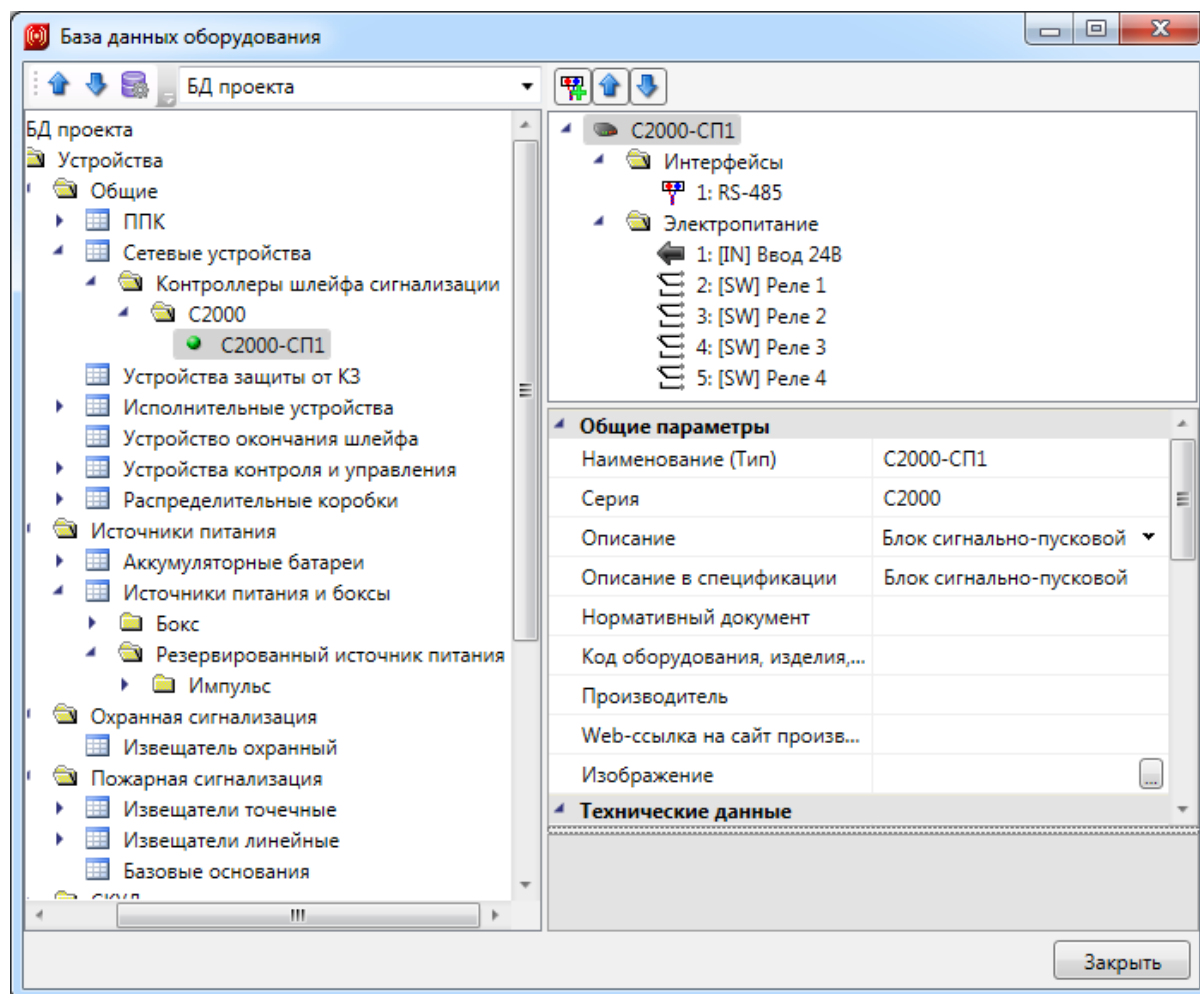 База данных оборудования
БД проекта
БД проекта
Устройства
Общие
ППК
Сетевые устройства
Контроллеры шлейфа сигнализации
С2000
С2000-СП1
Устройства защиты от КЗ
Исполнительные устройства
Устройство окончания шлейфа
Устройства контроля и управления
Распределительные коробки
Источники питания
Аккумуляторные батареи
Источники питания и боксы
Бокс
Резервированный источник питания
Импульс
Охранная сигнализация
Извещатель охранный
Пожарная сигнализация
Извещатели точечные
Извещатели линейные
Базовые основания
С2000-СП1
Интерфейсы
1: RS-485
Электропитание
1: [IN] Ввод 24В
2: [SW] Реле 1
3: [SW] Реле 2
4: [SW] Реле 3
5: [SW] Реле 4
Общие параметры
Наименование (Тип) С2000-СП1
Серия С2000
Описание Блок сигнально-пусковой
Описание в спецификации Блок сигнально-пусковой
Нормативный документ
Код оборудования, изделия,...
Производитель
Web-ссылка на сайт произв...
Изображение ...
Технические данные
Закрыть